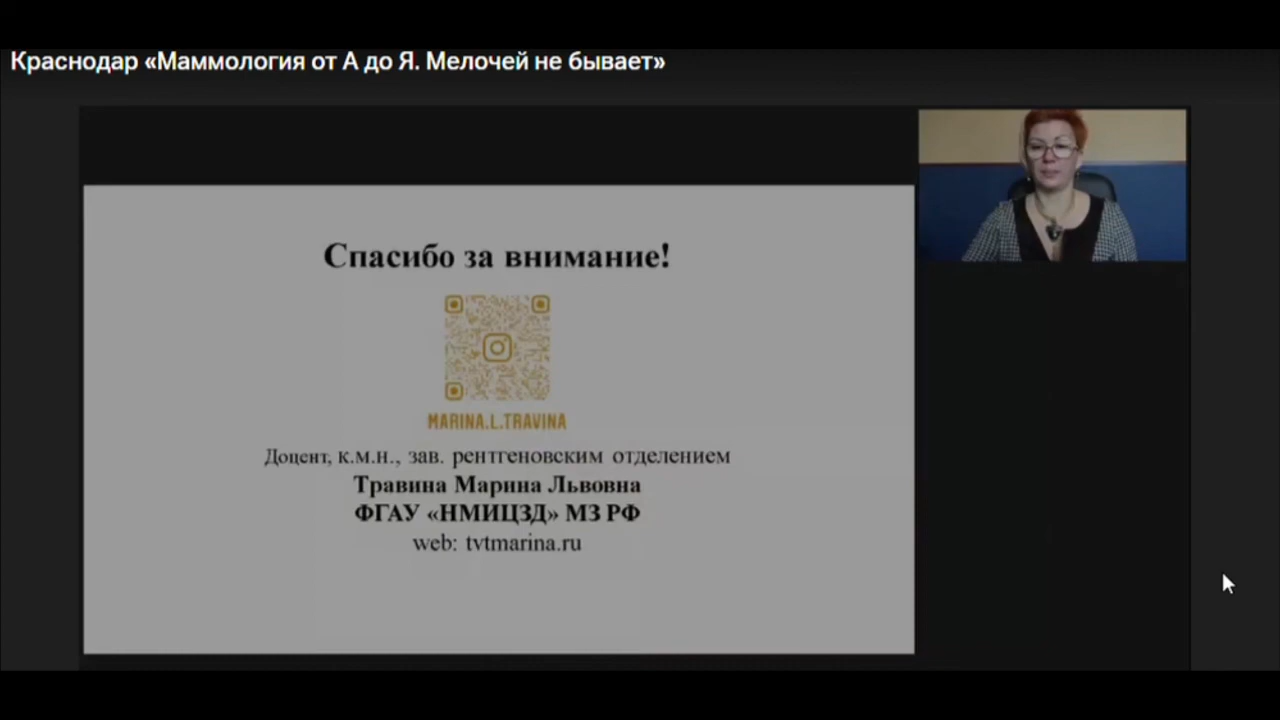 Краснодар «Маммология от А до Я. Мелочей не бывает»
Спасибо за внимание!
MARINA.L.TRAVINA
Доцент, к.м.н., зав. рентгеновским отделением
Травина Марина Львовна
ФГАУ «НМИЦЗД» МЗ РФ
web: tvtmarina.ru